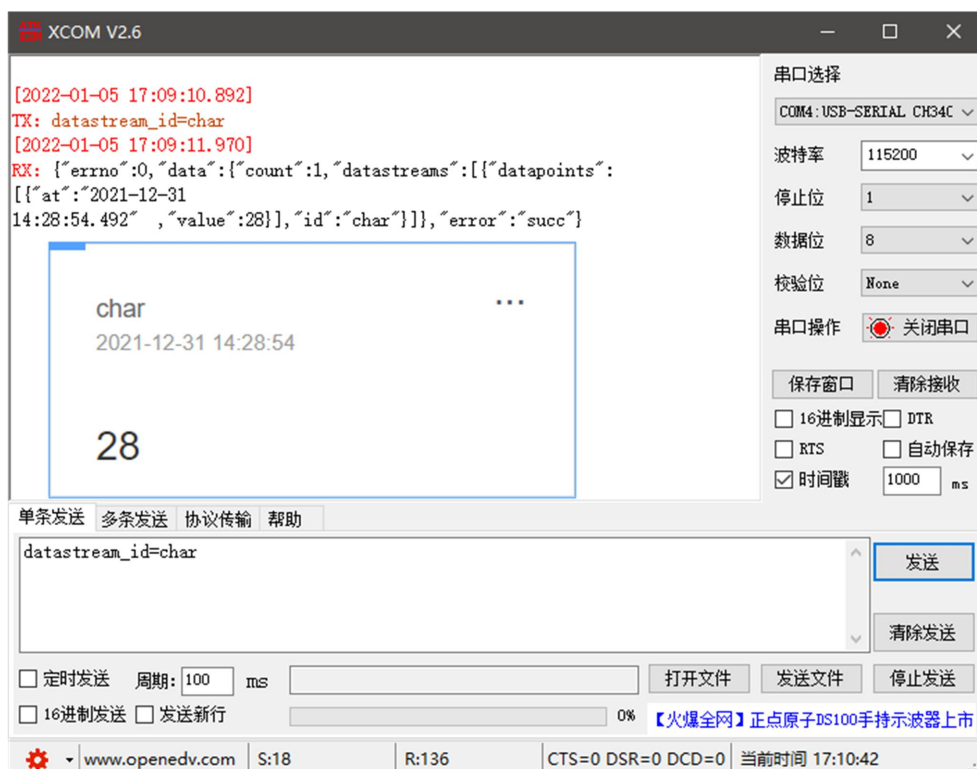 XCOM V2.6
[2022-01-05 17:09:10.892]
TX: datastream_id=char
[2022-01-05 17:09:11.970]
RX: {"errno":0,"data":{"count":1,"datastreams":[{"datapoints":
[{"at":"2021-12-31
14:28:54.492" ,"value":28}],"id":"char"}]},"error":"succ"}
char
...
2021-12-31 14:28:54
28
串口选择
COM4:USB-SERIAL CH340
波特率 115200
停止位 1
数据位 8
校验位 None
串口操作 关闭串口
保存窗口 清除接收
16进制显示 DTR
RTS 自动保存
时间戳 1000 ms
单条发送 多条发送 协议传输 帮助
datastream_id=char
发送
清除发送
定时发送 周期: 100 ms 打开文件 发送文件 停止发送
16进制发送 发送新行 0% 【火爆全网】正点原子DS100手持示波器上市
www.openedv.com S:18 R:136 CTS=0 DSR=0 DCD=0 当前时间 17:10:42